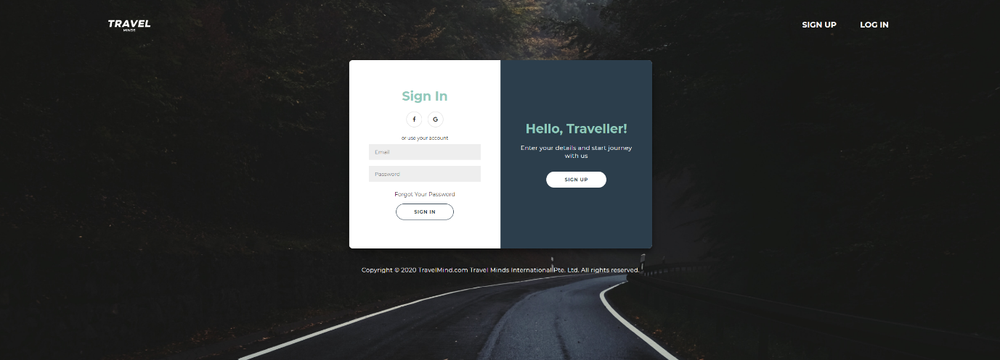 TRAVEL
MINDS
SIGN UP
LOG IN
Sign In
f
G
or use your account
Email
Password
Forgot Your Password
SIGN IN
Hello, Traveller!
Enter your details and start journey
with us
SIGN UP
Copyright © 2020 TravelMind.com Travel Minds International Pte. Ltd. All rights reserved.